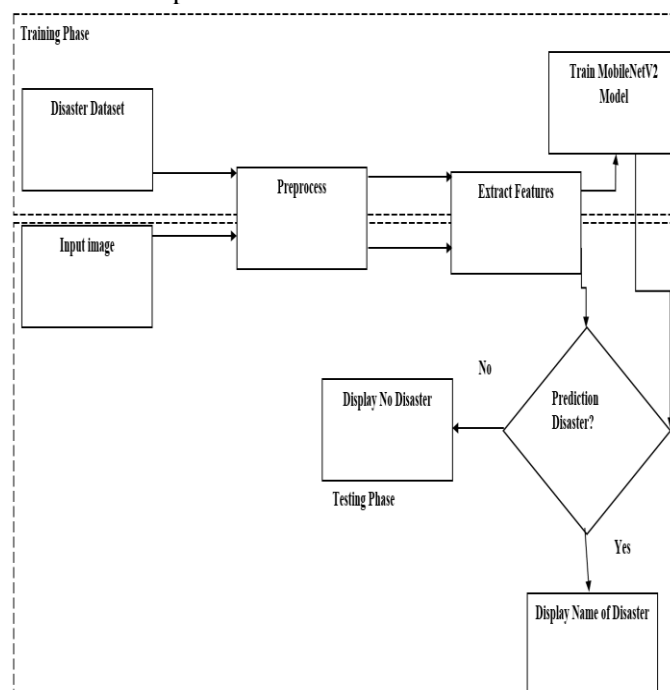 Training Phase
Train MobileNetV2
Model
Disaster Dataset
Preprocess
Extract Features
Input image
No
Prediction
Disaster?
Display No Disaster
Testing Phase
Yes
Display Name of Disaster